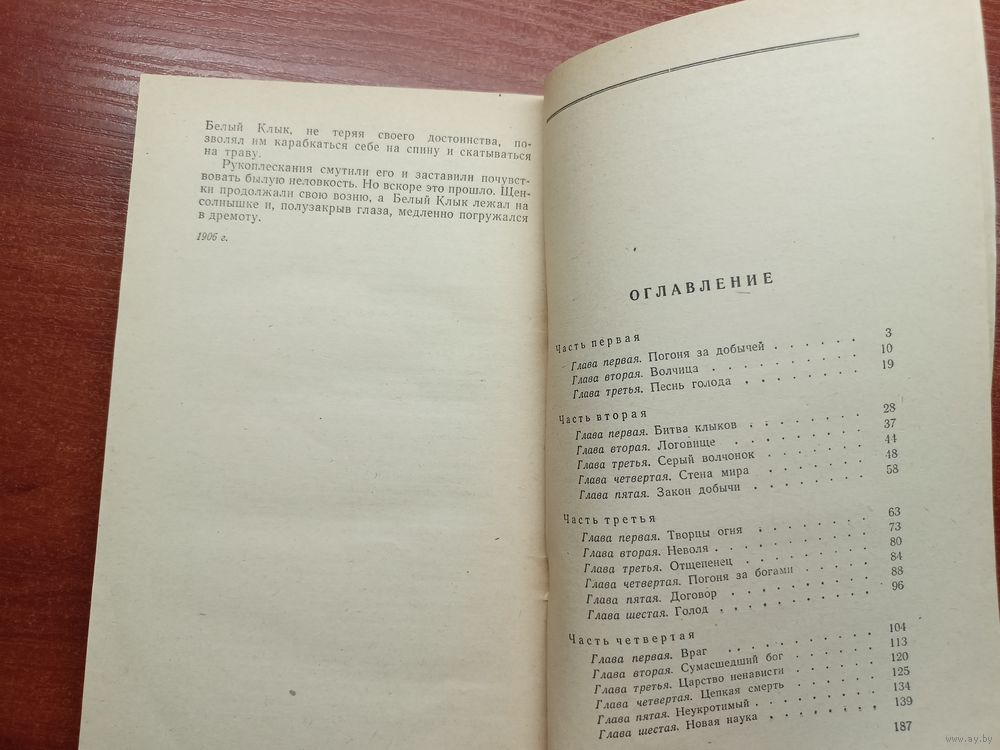 Белый Клык, не теряя своего достоинства, по-
зволял им карабкаться себе на спину и скатываться
на траву.
Рукоплескания смутили его и заставили почувст-
вовать былую неловкость. Но вскоре это прошло. Щен-
ки продолжали свою возню, а Белый Клык лежал на
солнышке и, полузакрыв глаза, медленно погружался
в дремоту.
1906 г.
ОГЛАВЛЕНИЕ
Часть первая
Глава первая. Погоня за добычей . . . . . . 3
Глава вторая. Волчица . . . . . . . . . 10
Глава третья. Песнь голода . . . . . . . 19
Часть вторая
Глава первая. Битва клыков . . . . . . . 28
Глава вторая. Логовище . . . . . . . . 37
Глава третья. Серый волчонок . . . . . . 44
Глава четвертая. Стена мира . . . . . . . 48
Глава пятая. Закон добычи . . . . . . . 58
Часть третья
Глава первая. Творцы огня . . . . . . . 63
Глава вторая. Неволя . . . . . . . . . 73
Глава третья. Отщепенец . . . . . . . . 80
Глава четвертая. Погоня за богами . . . . . 84
Глава пятая. Договор . . . . . . . . . 88
Глава шестая. Голод . . . . . . . . . 96
Часть четвертая
Глава первая. Враг . . . . . . . . . 104
Глава вторая. Сумасшедший бог . . . . . . 113
Глава третья. Царство ненависти . . . . . 120
Глава четвертая. Цепкая смерть . . . . . . 125
Глава пятая. Неукротимый . . . . . . . 134
Глава шестая. Новая наука . . . . . . . 139
187
www.ay.by